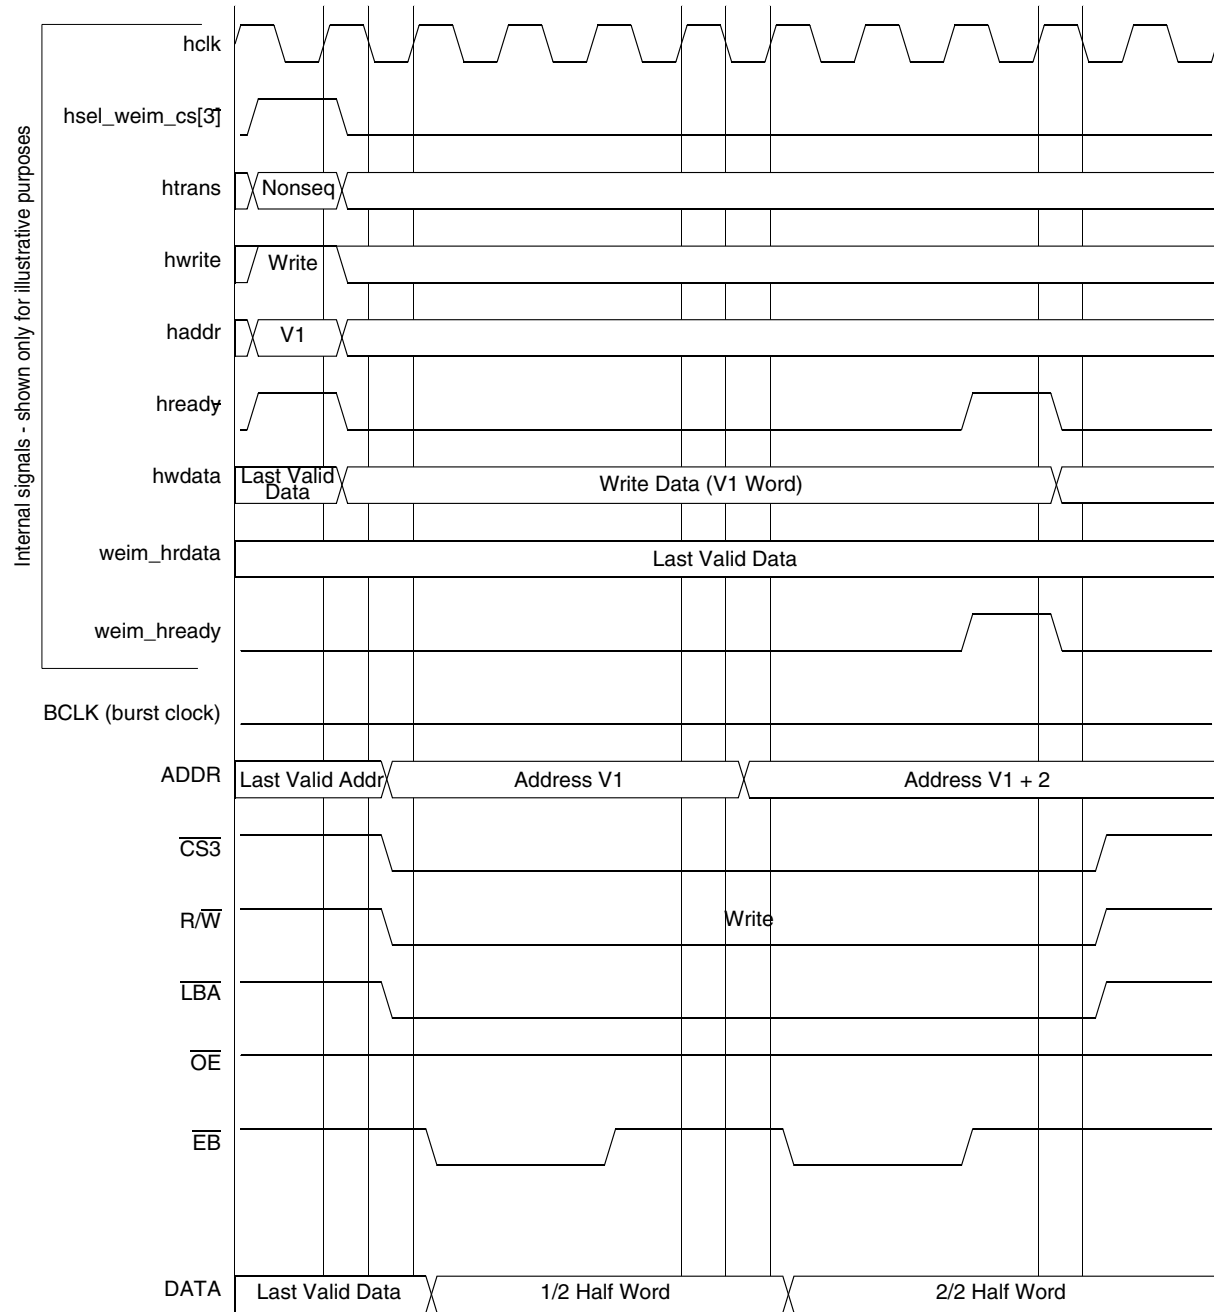 Internal signals - shown only for illustrative purposes
hclk
hsel_weim_cs[3]
htrans
Nonseq
hwrite
Write
haddr
V1
hready
hwdata
Last Valid
Data
Write Data (V1 Word)
weim_hrdata
Last Valid Data
weim_hready
BCLK (burst clock)
ADDR
Last Valid Addr
Address V1
Address V1 + 2
CS3
R/W
Write
LBA
OE
EB
DATA
Last Valid Data
1/2 Half Word
2/2 Half Word